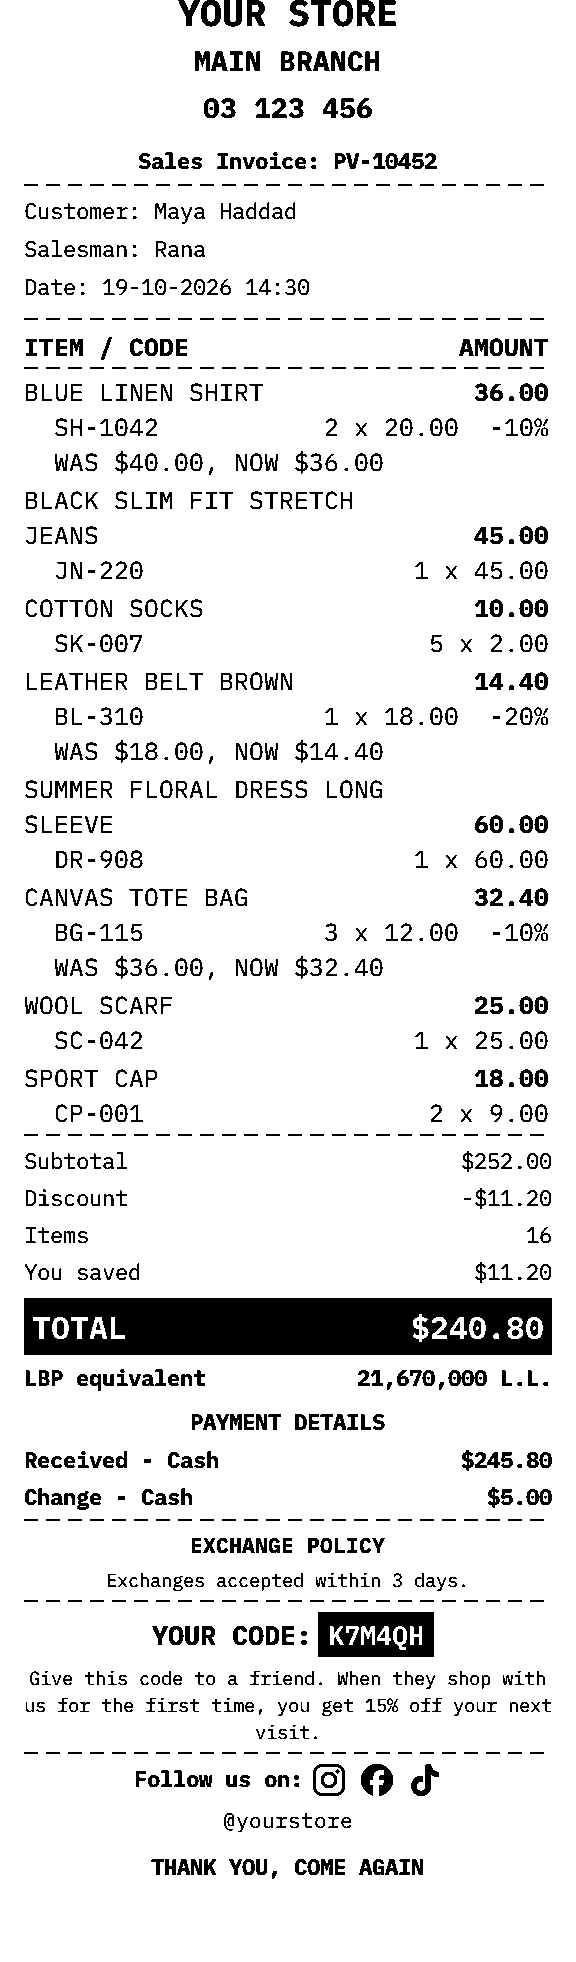 YOUR STORE
MAIN BRANCH
03 123 456
Sales Invoice: PV-10452
Customer: Maya Haddad
Salesman: Rana
Date: 19-10-2026 14:30
ITEM / CODE AMOUNT
BLUE LINEN SHIRT 36.00
SH-1042 2 x 20.00 -10%
WAS $40.00, NOW $36.00
BLACK SLIM FIT STRETCH
JEANS 45.00
JN-220 1 x 45.00
COTTON SOCKS 10.00
SK-007 5 x 2.00
LEATHER BELT BROWN 14.40
BL-310 1 x 18.00 -20%
WAS $18.00, NOW $14.40
SUMMER FLORAL DRESS LONG
SLEEVE 60.00
DR-908 1 x 60.00
CANVAS TOTE BAG 32.40
BG-115 3 x 12.00 -10%
WAS $36.00, NOW $32.40
WOOL SCARF 25.00
SC-042 1 x 25.00
SPORT CAP 18.00
CP-001 2 x 9.00
Subtotal $252.00
Discount -$11.20
Items 16
You saved $11.20
TOTAL $240.80
LBP equivalent 21,670,000 L.L.
PAYMENT DETAILS
Received - Cash $245.80
Change - Cash $5.00
EXCHANGE POLICY
Exchanges accepted within 3 days.
YOUR CODE: K7M4QH
Give this code to a friend. When they shop with
us for the first time, you get 15% off your next
visit.
Follow us on:
@yourstore
THANK YOU, COME AGAIN